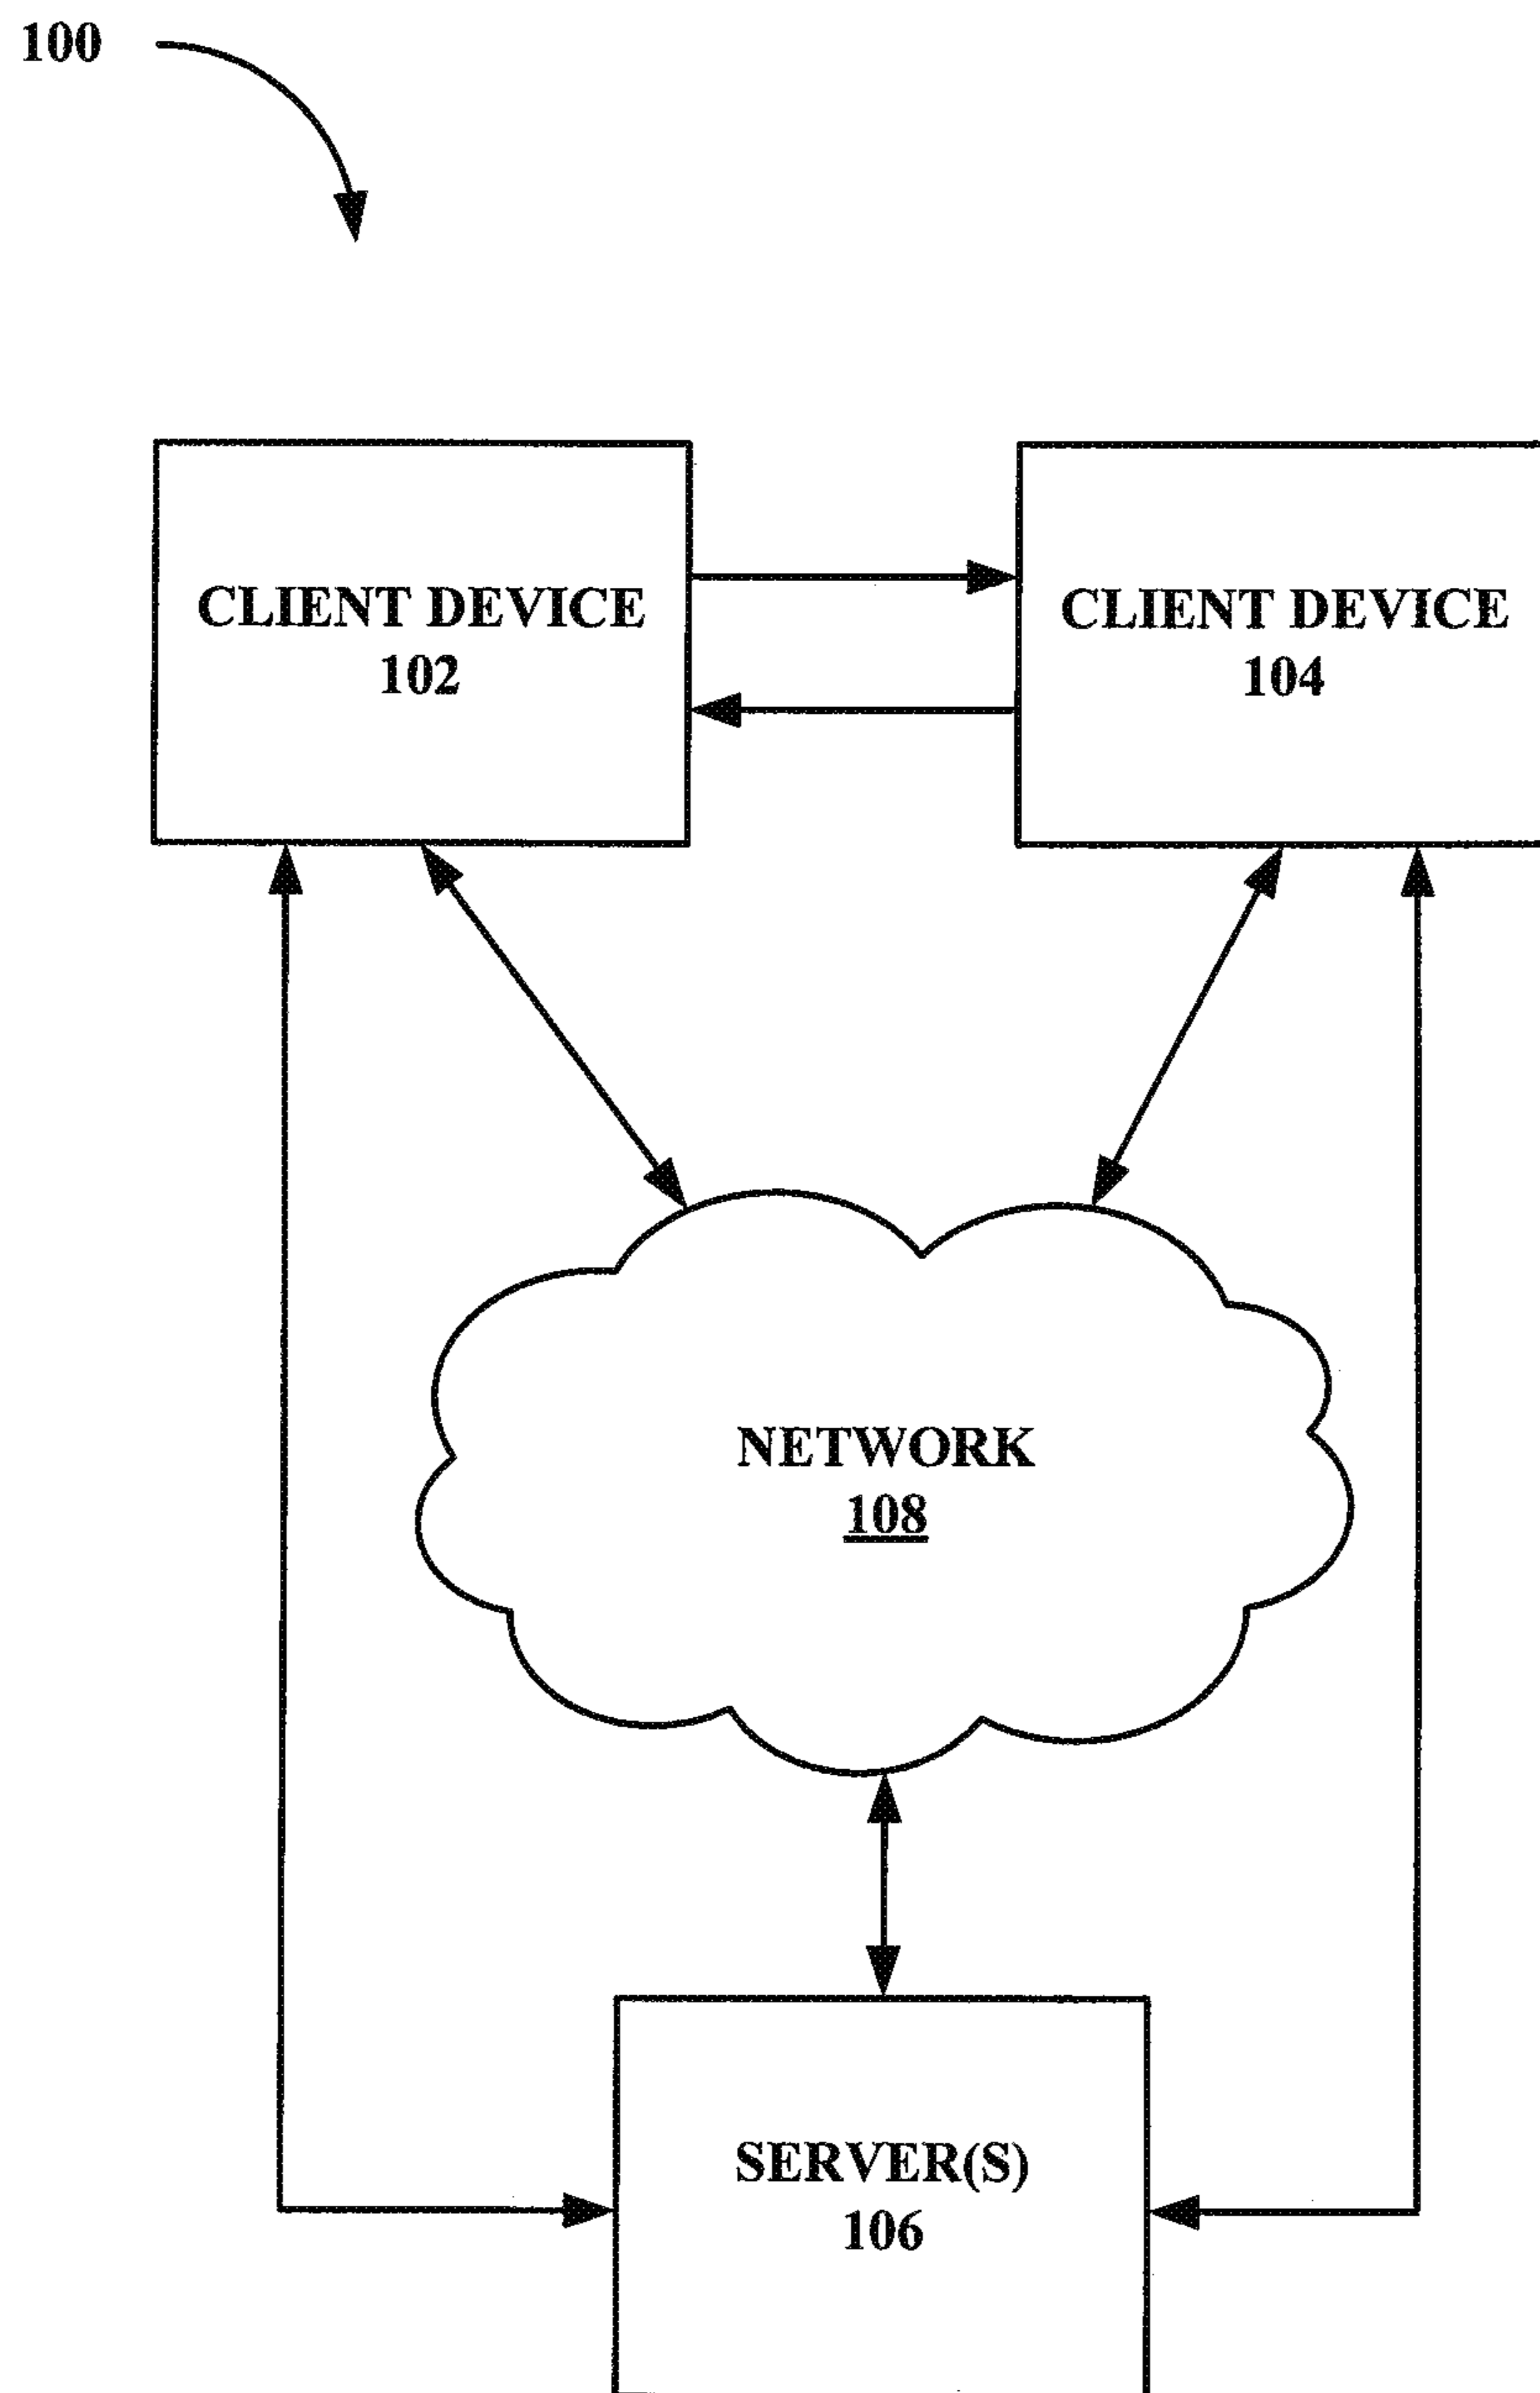 100
CLIENT DEVICE
102
CLIENT DEVICE
104
NETWORK
108
SERVER(S)
106